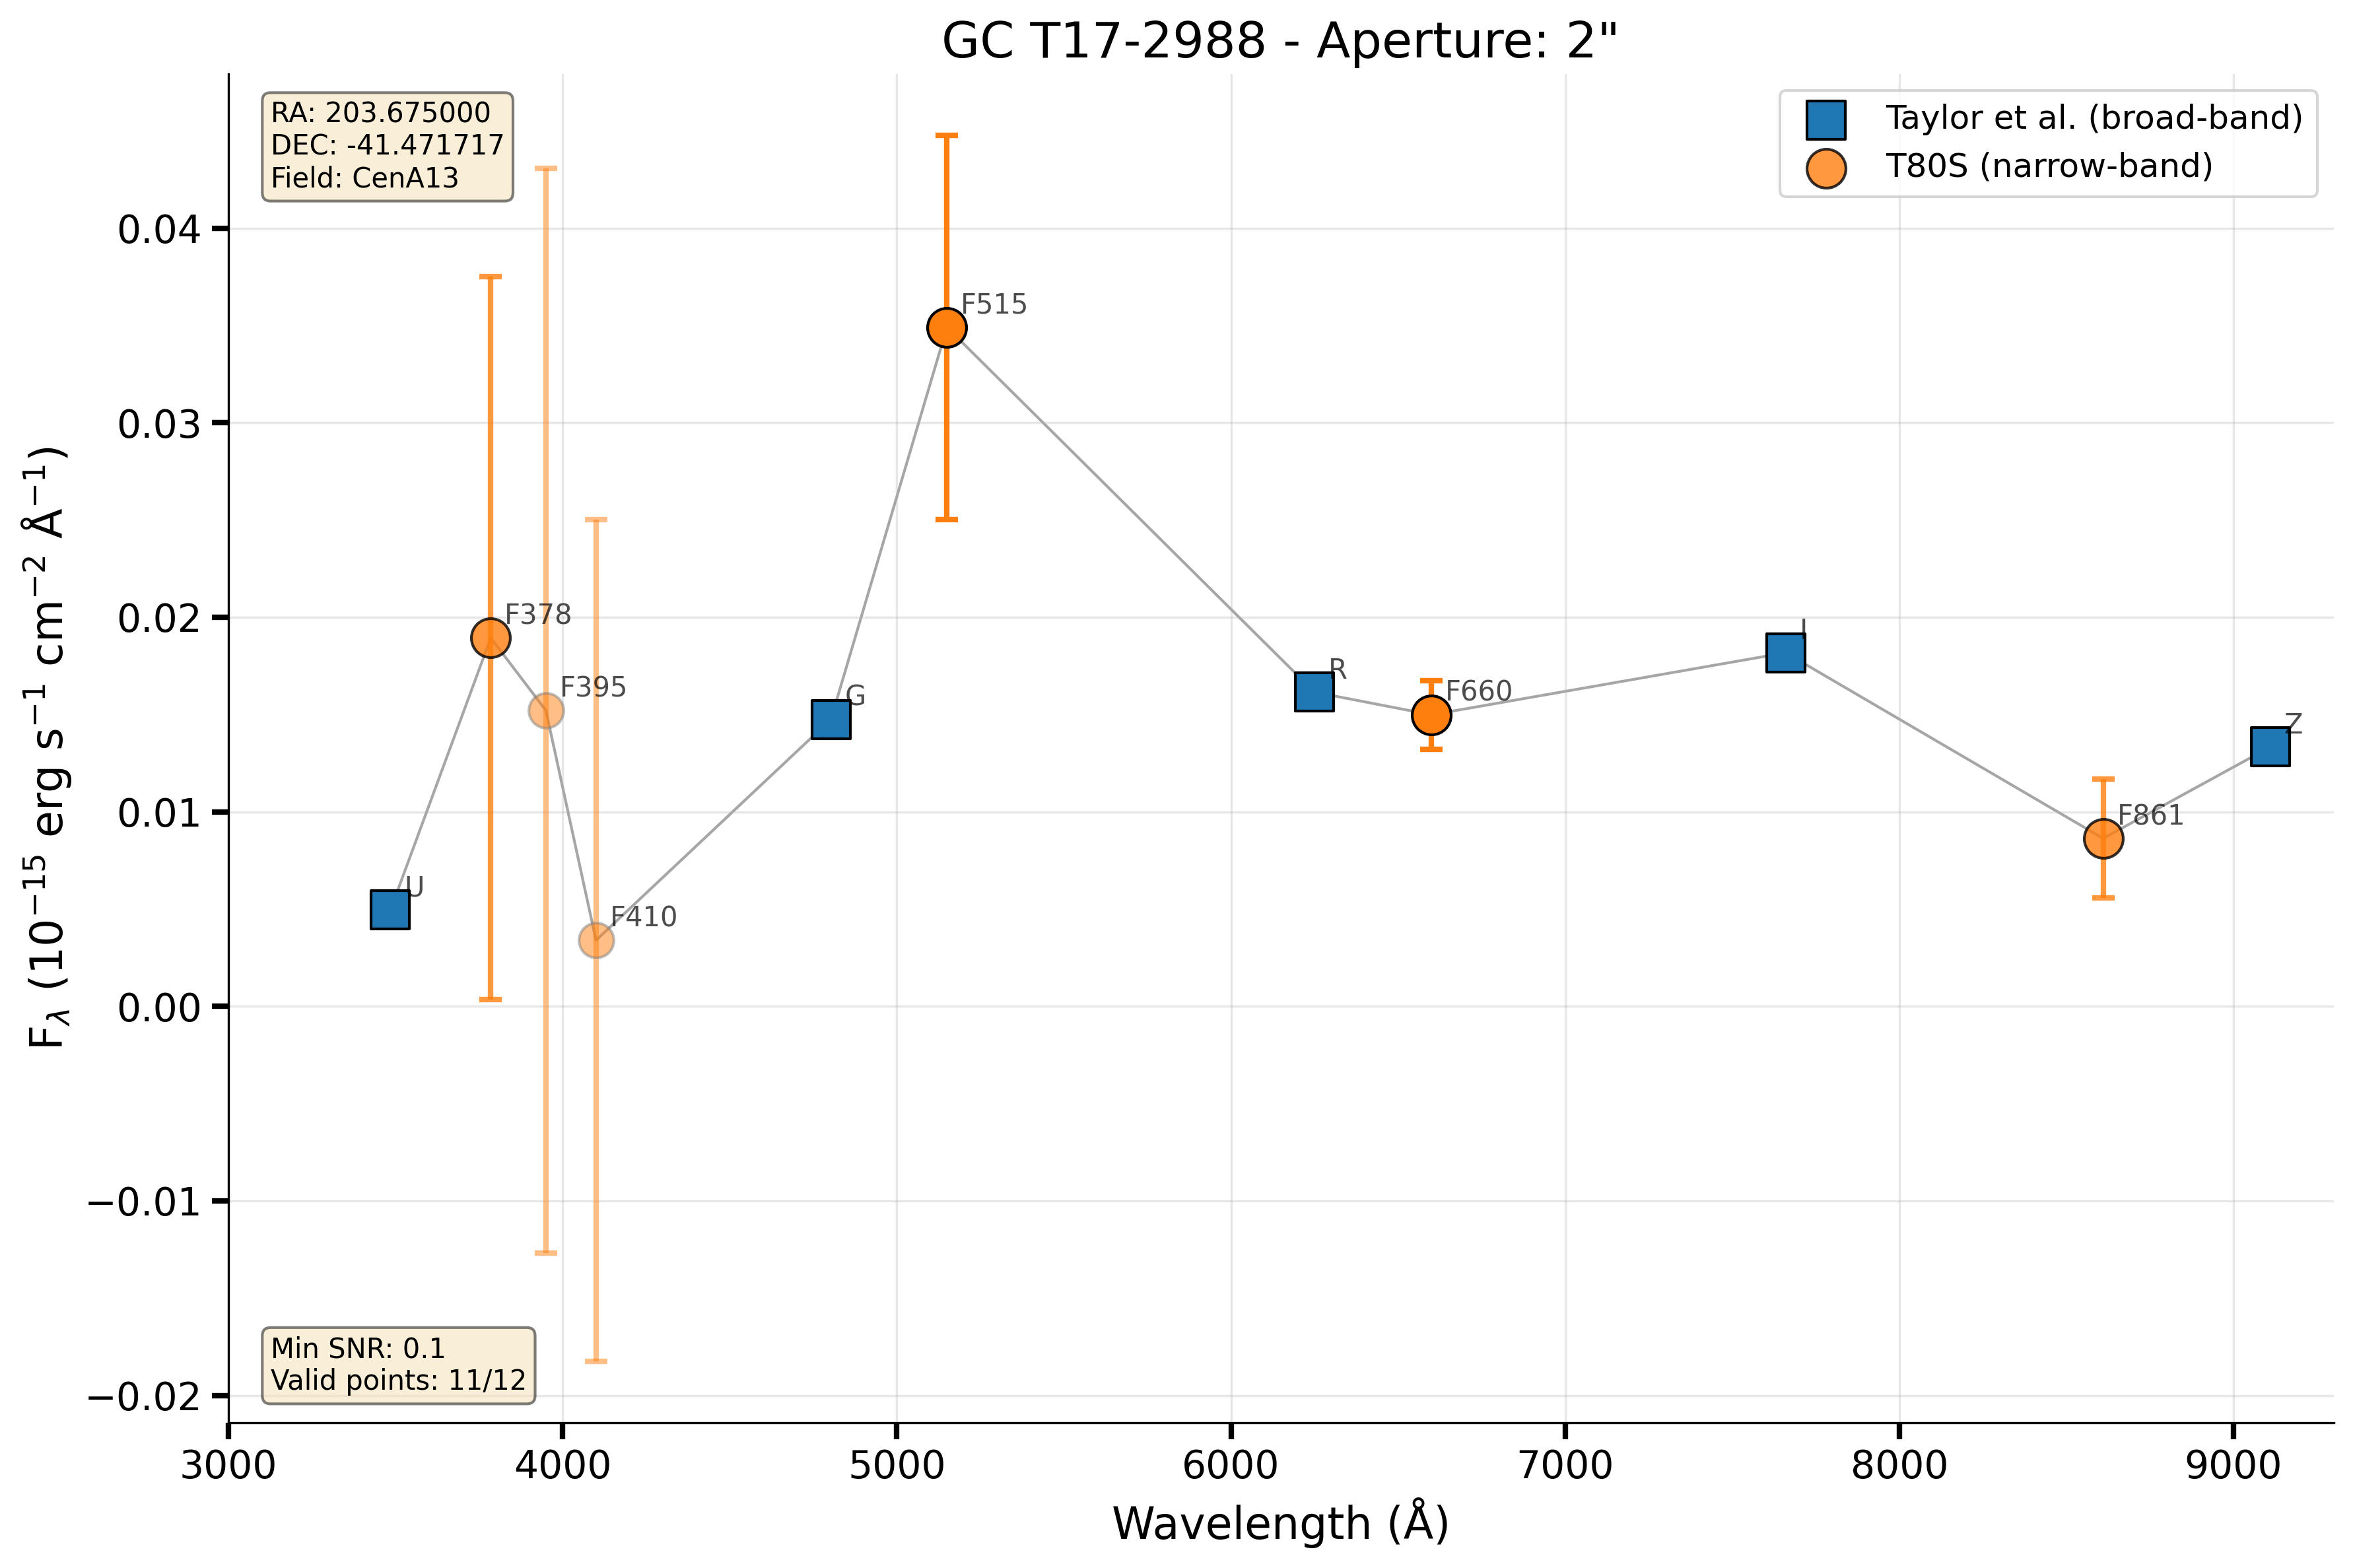 GC T17-2988 - Aperture: 2"
RA: 203.675000
DEC: -41.471717
Field: CenA13
Taylor et al. (broad-band)
T80S (narrow-band)
F515
F378
F395
F410
U
G
R
F660
I
F861
Z
0.04
0.03
0.02
0.01
0.00
−0.01
−0.02
F_λ (10⁻¹⁵ erg s⁻¹ cm⁻² Å⁻¹)
Min SNR: 0.1
Valid points: 11/12
3000 4000 5000 6000 7000 8000 9000
Wavelength (Å)